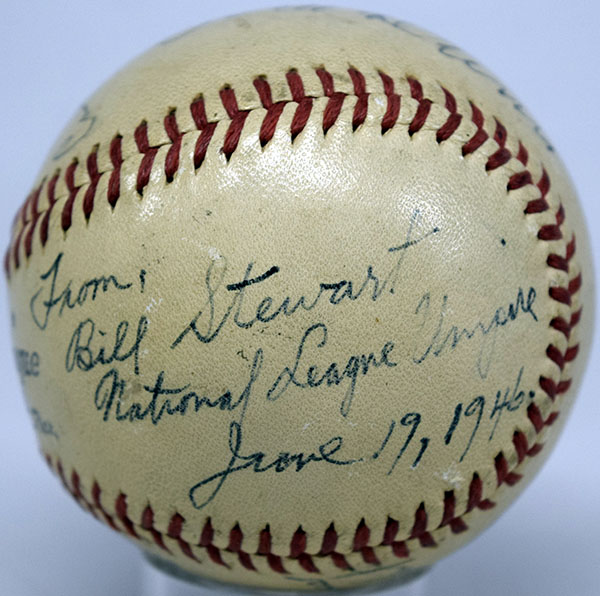 From,
Bill Stewart
National League Umpire
June 19, 1946.